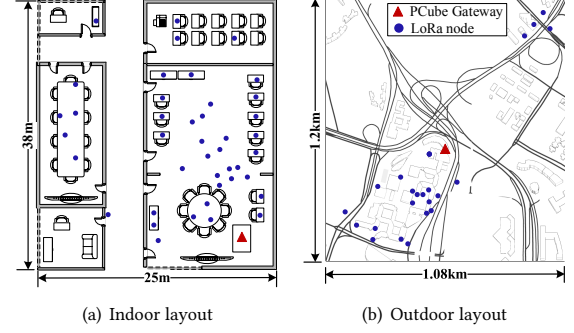 PCube Gateway
LoRa node
38m
25m
1.2km
1.08km
(a) Indoor layout
(b) Outdoor layout